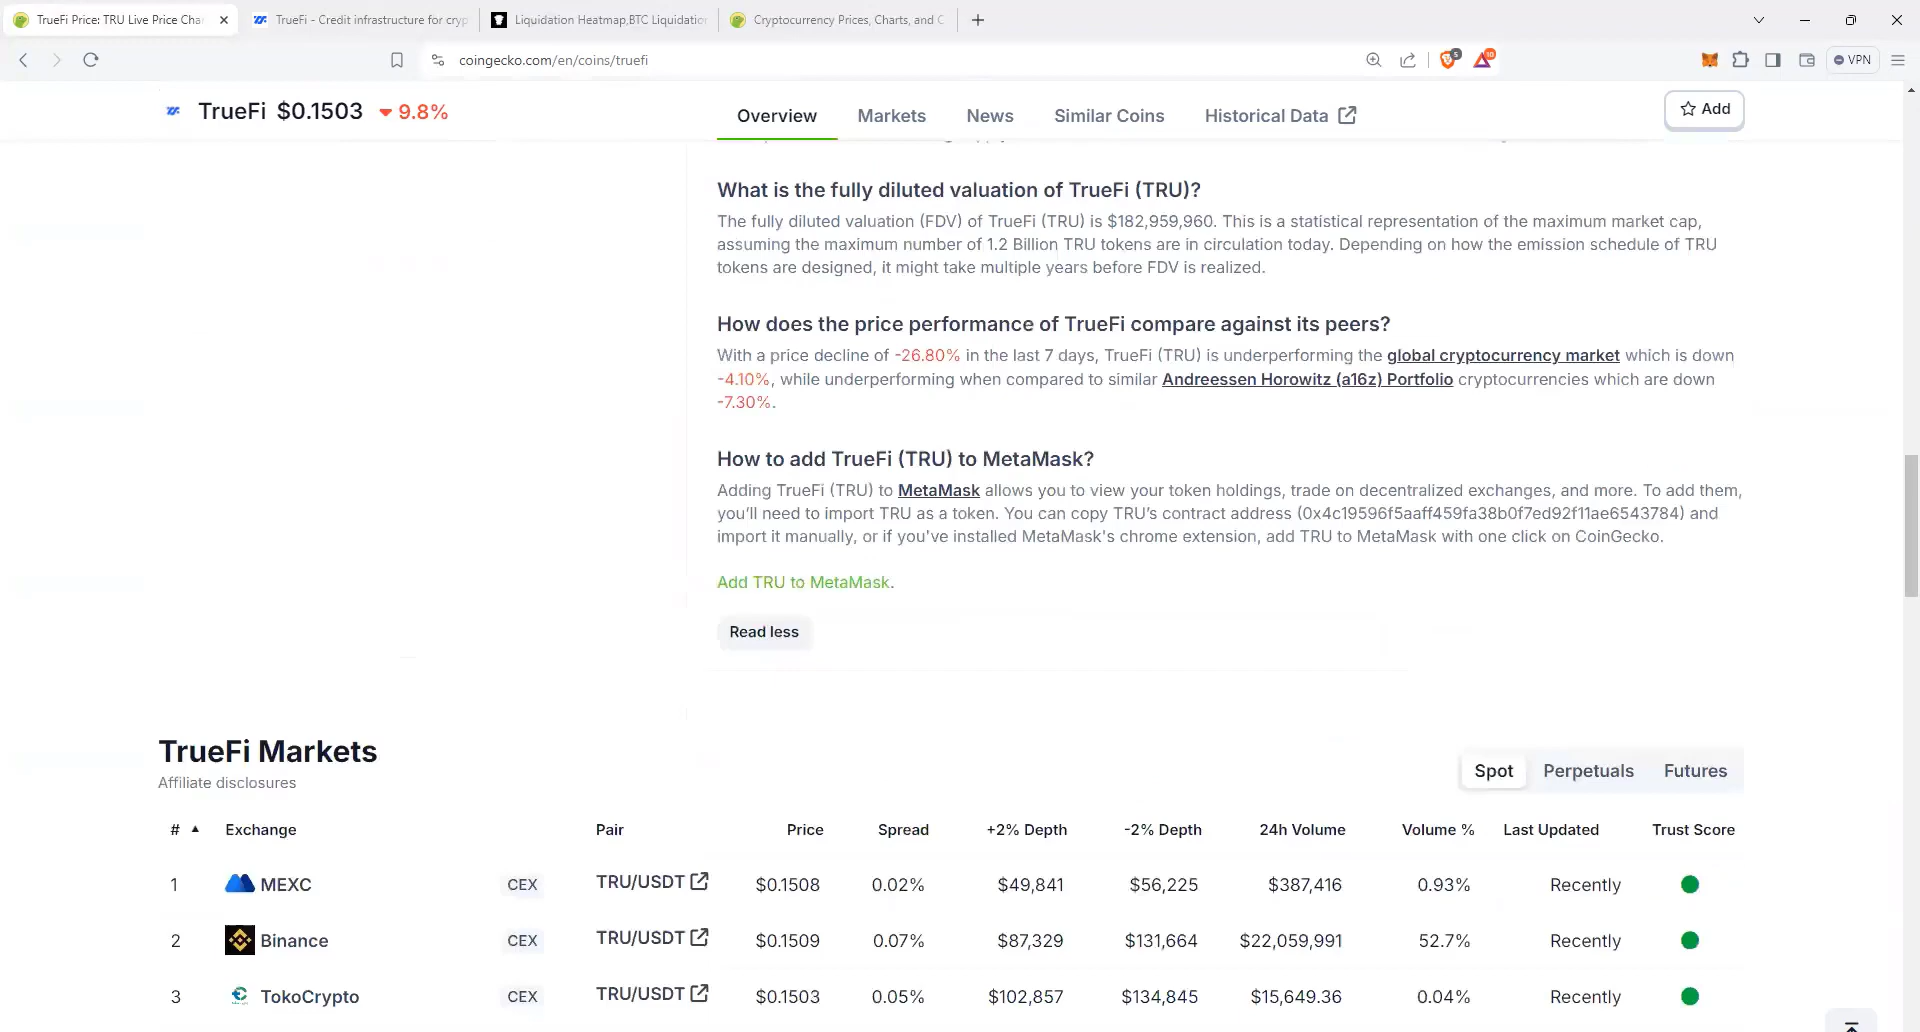 TrueFi Price: TRU Live Price Cha
TrueFi - Credit infrastructure for cryp
Liquidation Heatmap,BTC Liquidation
Cryptocurrency Prices, Charts, and C
coingecko.com/en/coins/truefi
5
10
VPN
TrueFi $0.1503 9.8%
Overview Markets News Similar Coins Historical Data
Add
What is the fully diluted valuation of TrueFi (TRU)?
The fully diluted valuation (FDV) of TrueFi (TRU) is $182,959,960. This is a statistical representation of the maximum market cap,
assuming the maximum number of 1.2 Billion TRU tokens are in circulation today. Depending on how the emission schedule of TRU
tokens are designed, it might take multiple years before FDV is realized.
How does the price performance of TrueFi compare against its peers?
With a price decline of -26.80% in the last 7 days, TrueFi (TRU) is underperforming the global cryptocurrency market which is down
-4.10%, while underperforming when compared to similar Andreessen Horowitz (a16z) Portfolio cryptocurrencies which are down
-7.30%.
How to add TrueFi (TRU) to MetaMask?
Adding TrueFi (TRU) to MetaMask allows you to view your token holdings, trade on decentralized exchanges, and more. To add them,
you'll need to import TRU as a token. You can copy TRU's contract address (0x4c19596f5aaff459fa38b0f7ed92f11ae6543784) and
import it manually, or if you've installed MetaMask's chrome extension, add TRU to MetaMask with one click on CoinGecko.
Add TRU to MetaMask.
Read less
TrueFi Markets
Affiliate disclosures
Spot Perpetuals Futures
# Exchange Pair Price Spread +2% Depth -2% Depth 24h Volume Volume % Last Updated Trust Score
1 MEXC CEX TRU/USDT $0.1508 0.02% $49,841 $56,225 $387,416 0.93% Recently
2 Binance CEX TRU/USDT $0.1509 0.07% $87,329 $131,664 $22,059,991 52.7% Recently
3 TokoCrypto CEX TRU/USDT $0.1503 0.05% $102,857 $134,845 $15,649.36 0.04% Recently